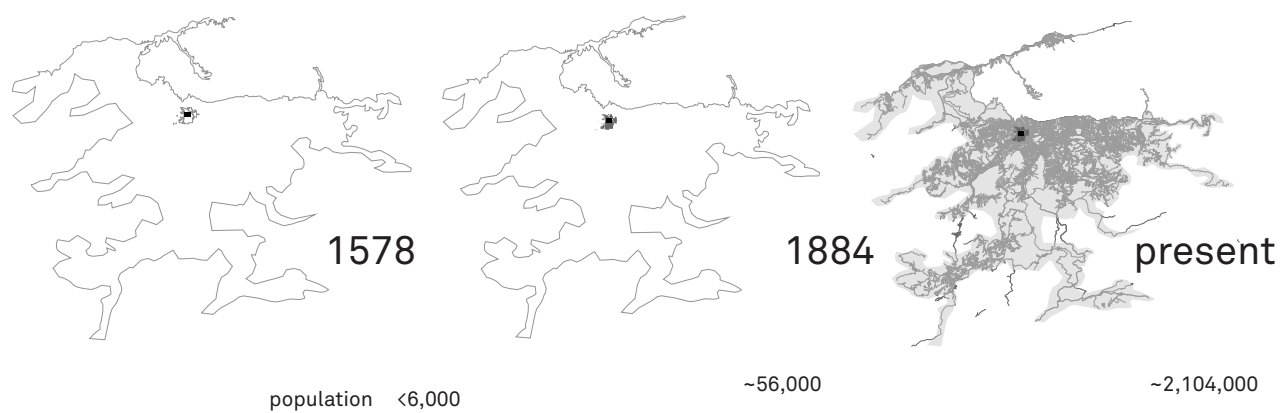 1578
1884
present
population <6,000
~56,000
~2,104,000